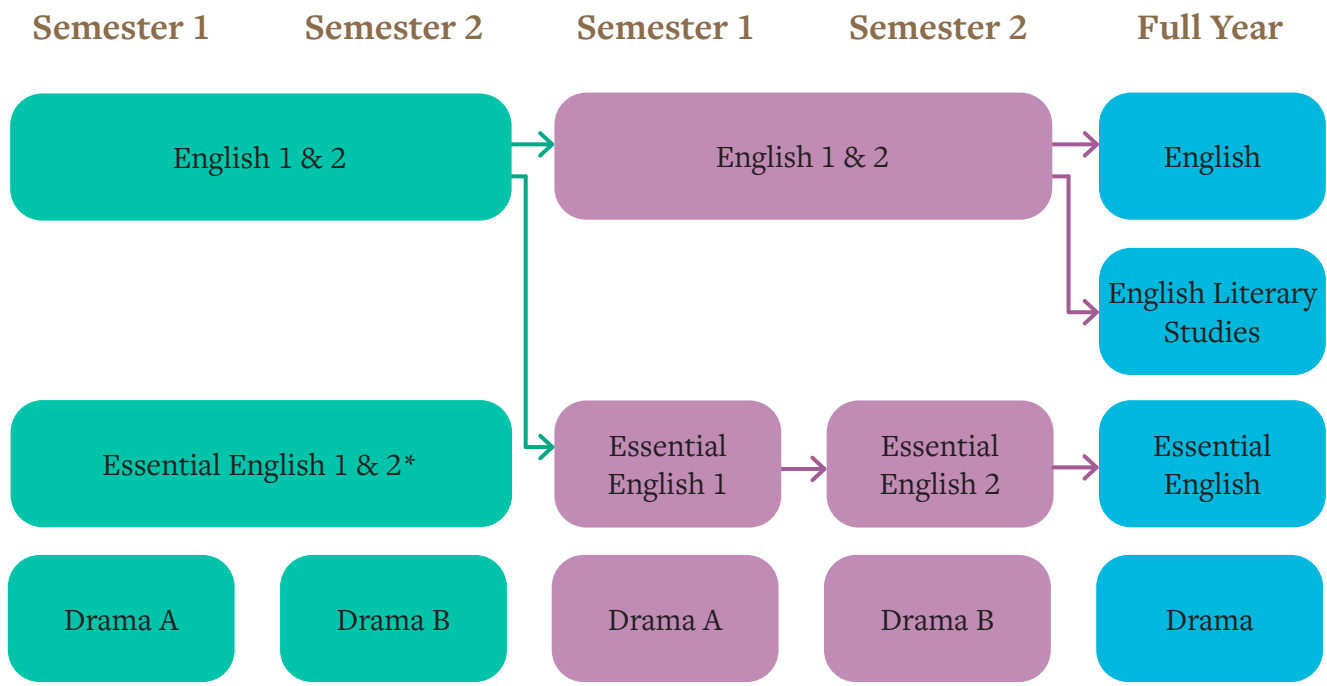 Semester 1 Semester 2 Semester 1 Semester 2 Full Year
English 1 & 2
English 1 & 2
English
English Literary
Studies
Essential English 1 & 2*
Essential
English 1
Essential
English 2
Essential
English
Drama A
Drama B
Drama A
Drama B
Drama